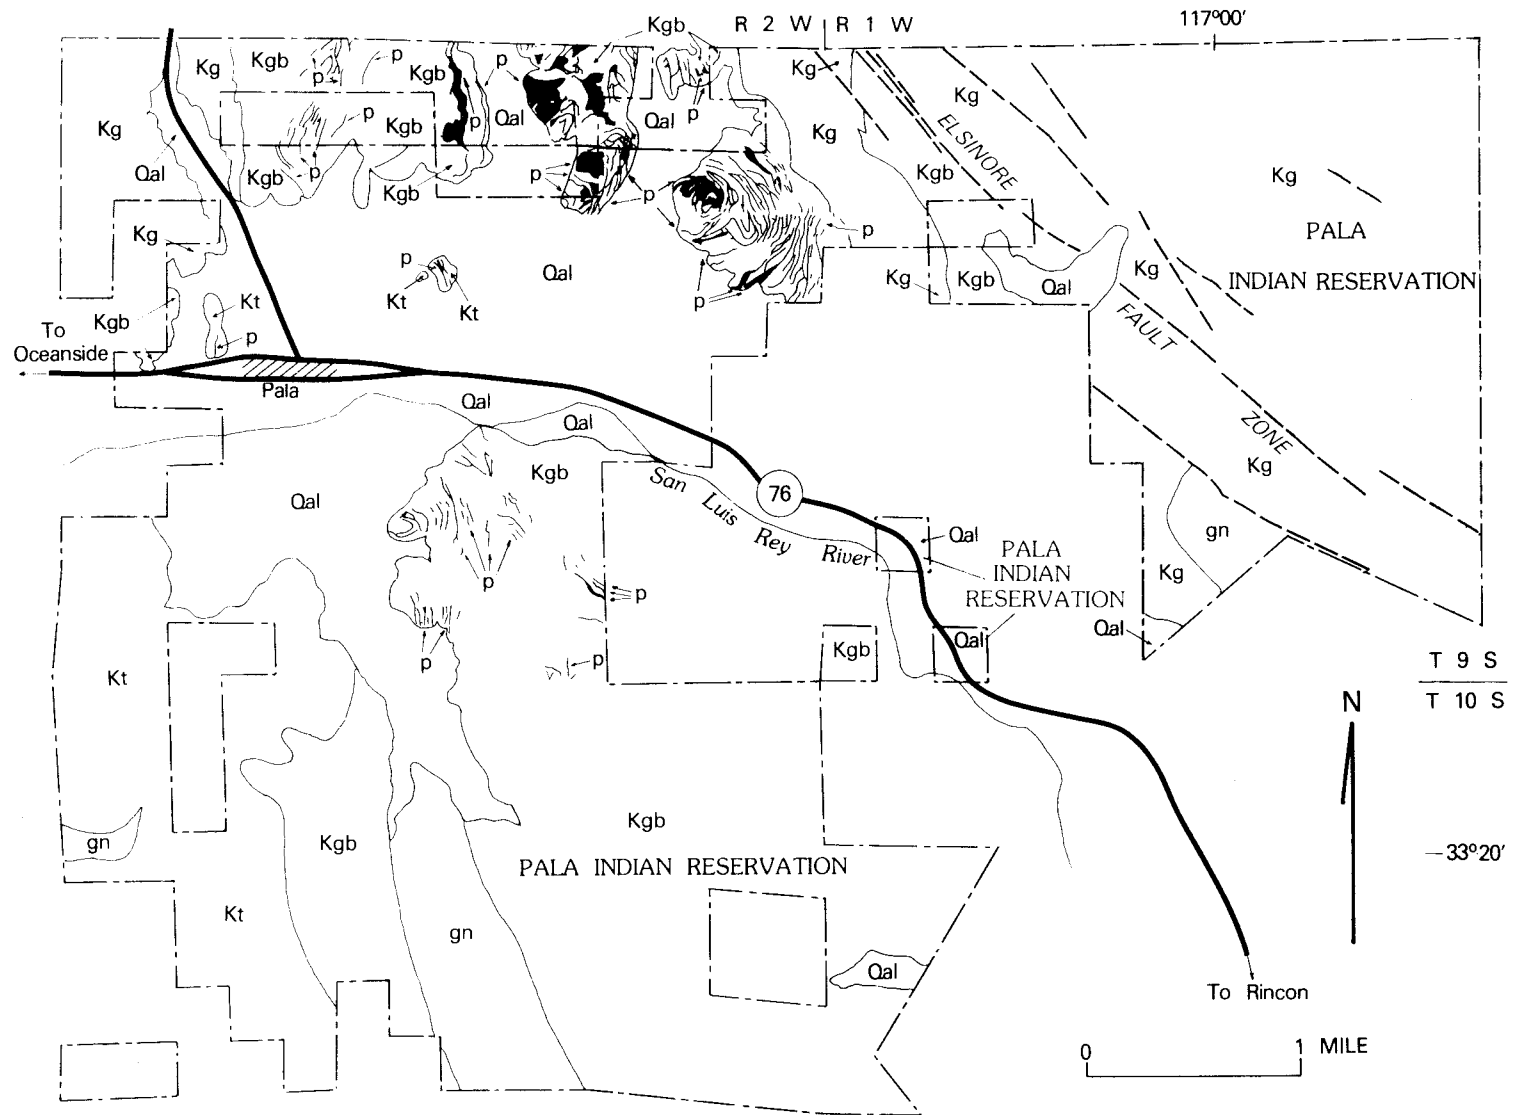 117°00'
R 2 W R 1 W
Kgb
Kg
Kgb
p
p
Kgb
p
Kg
Kg
Kg
p
Kgb
p
Qal
Qal
p
Kg
ELSINORE
Qal
Kgb
p
Kgb
p
p
Kgb
Kg
Kg
p
PALA
INDIAN RESERVATION
p
Kt
Kt
Qal
Kg
Kgb
Qal
Kg
p
Kgb
Kt
p
FAULT
To
Oceanside
Pala
Qal
Qal
ZONE
Kg
Kgb
San Luis Rey River
76
Qal
p
p
Qal
PALA
INDIAN
RESERVATION
gn
Kg
Qal
p
p
Kgb
Qal
Kt
T 9 S
T 10 S
N
gn
Kgb
Kgb
PALA INDIAN RESERVATION
33°20'
Kt
gn
Qal
To Rincon
0 1 MILE